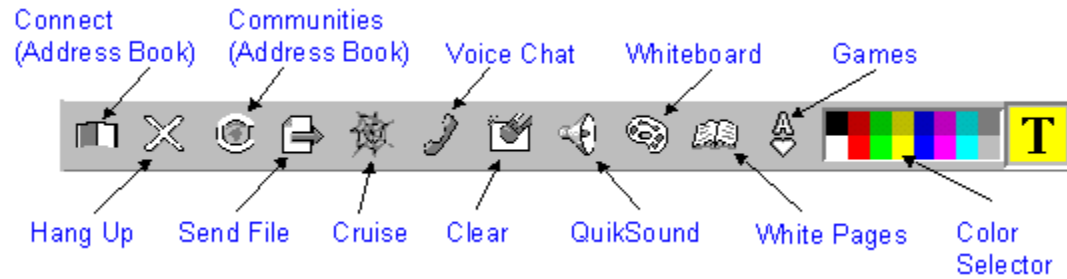 Connect
(Address Book)
Communities
(Address Book)
Voice Chat
Whiteboard
Games
A
T
Hang Up
Send File
Cruise
Clear
QuikSound
White Pages
Color
Selector